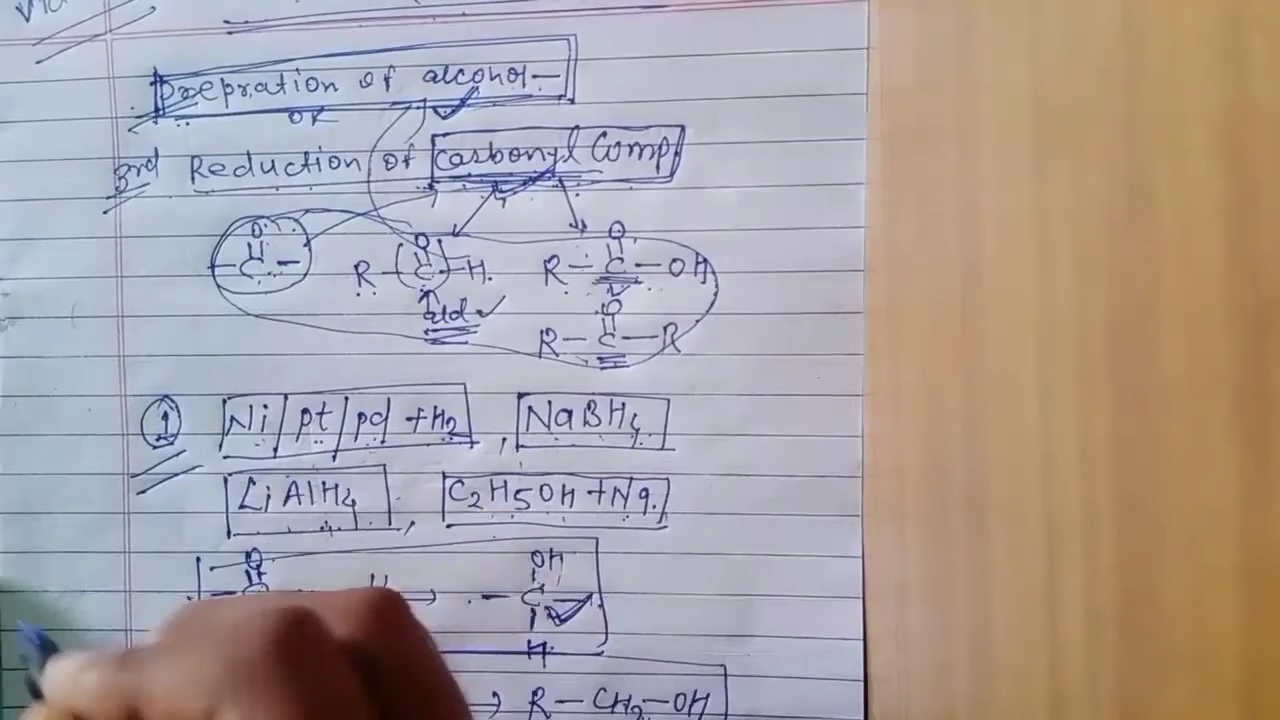 Prepration of alcohol—
OR
3rd Reduction of Carbonyl Comp
O O O
— C — R — C — H. R — C — OH
ald ✓ O
R — C — R
1 Ni/pt/pd +H2, NaBH4
LiAlH4, C2H5OH+Na.
O OH
→ — C —
H
→ R — CH2—OH